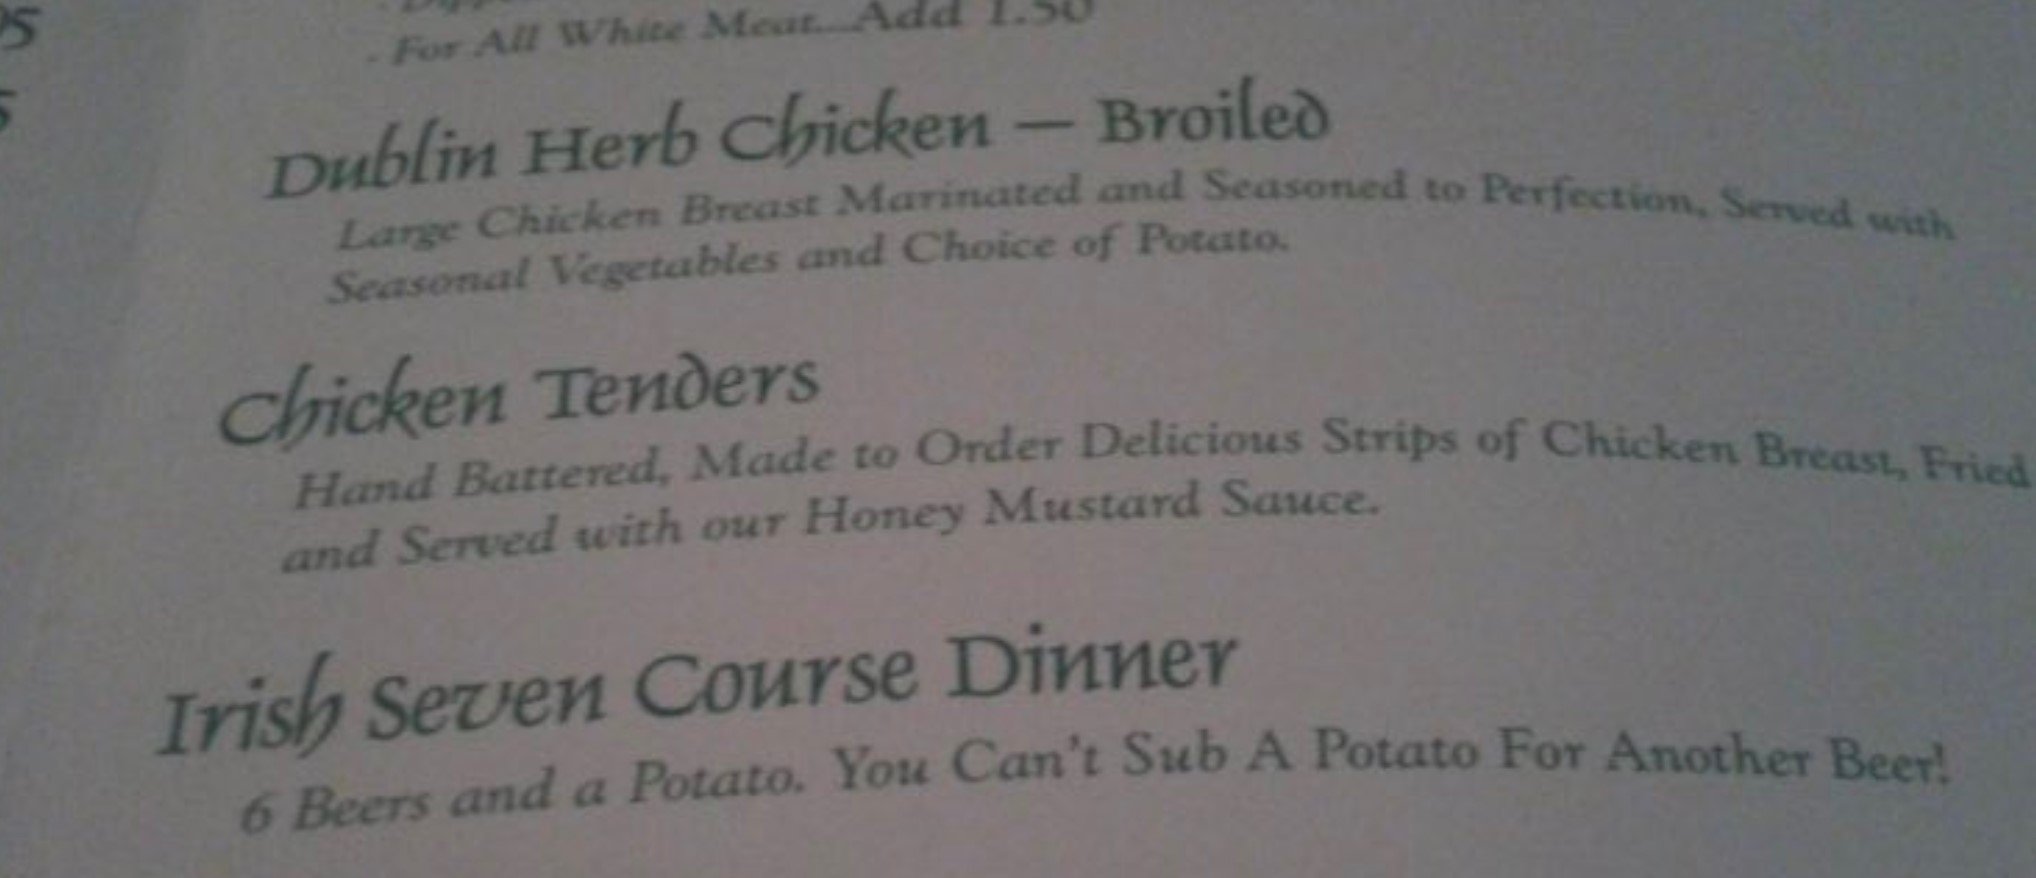 5
- For All White Meat...Add 1.50
Dublin Herb Chicken — Broiled
Large Chicken Breast Marinated and Seasoned to Perfection, Served with
Seasonal Vegetables and Choice of Potato.
Chicken Tenders
Hand Battered, Made to Order Delicious Strips of Chicken Breast, Fried
and Served with our Honey Mustard Sauce.
Irish Seven Course Dinner
6 Beers and a Potato. You Can't Sub A Potato For Another Beer!